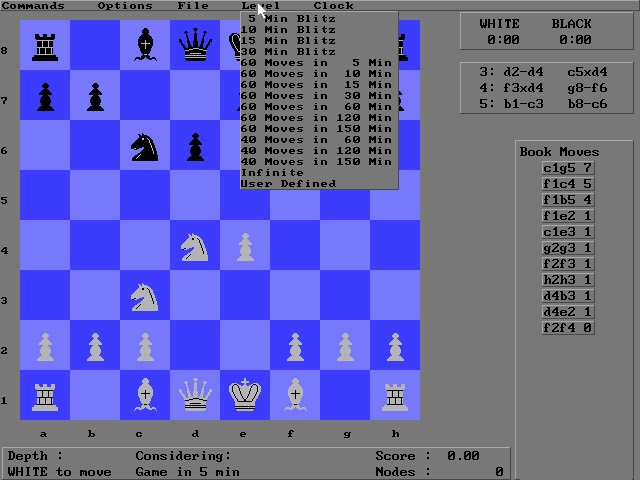 Commands Options File Level Clock
5 Min Blitz
10 Min Blitz
15 Min Blitz
30 Min Blitz
60 Moves in 5 Min
60 Moves in 10 Min
60 Moves in 15 Min
60 Moves in 30 Min
60 Moves in 60 Min
60 Moves in 120 Min
60 Moves in 150 Min
40 Moves in 60 Min
40 Moves in 120 Min
40 Moves in 150 Min
Infinite
User Defined
WHITE BLACK
0:00 0:00
3: d2-d4 c5xd4
4: f3xd4 g8-f6
5: b1-c3 b8-c6
Book Moves
c1g5 7
f1c4 5
f1b5 4
f1e2 1
c1e3 1
g2g3 1
f2f3 1
h2h3 1
d4b3 1
d4e2 1
f2f4 0
8
7
6
5
4
3
2
1
a b c d e f g h
Depth : Considering: Score : 0.00
WHITE to move Game in 5 min Nodes : 0